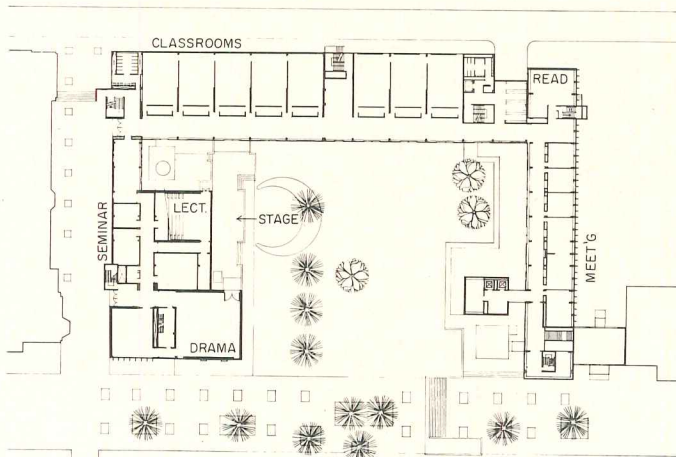 CLASSROOMS
READ
LECT.
STAGE
SEMINAR
MEET'G
DRAMA